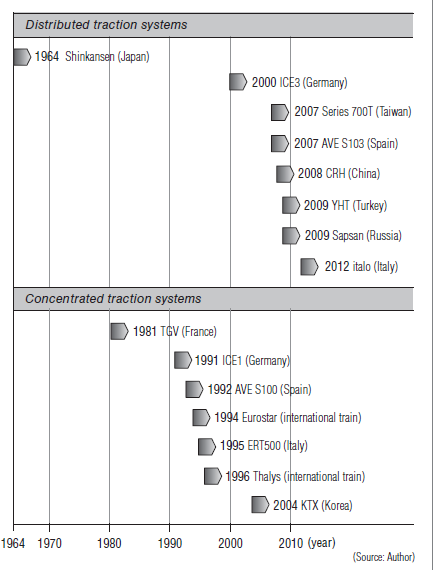 Distributed traction systems
1964 Shinkansen (Japan)
2000 ICE3 (Germany)
2007 Series 700T (Taiwan)
2007 AVE S103 (Spain)
2008 CRH (China)
2009 YHT (Turkey)
2009 Sapsan (Russia)
2012 italo (Italy)
Concentrated traction systems
1981 TGV (France)
1991 ICE1 (Germany)
1992 AVE S100 (Spain)
1994 Eurostar (international train)
1995 ERT500 (Italy)
1996 Thalys (international train)
2004 KTX (Korea)
1964 1970 1980 1990 2000 2010 (year)
(Source: Author)